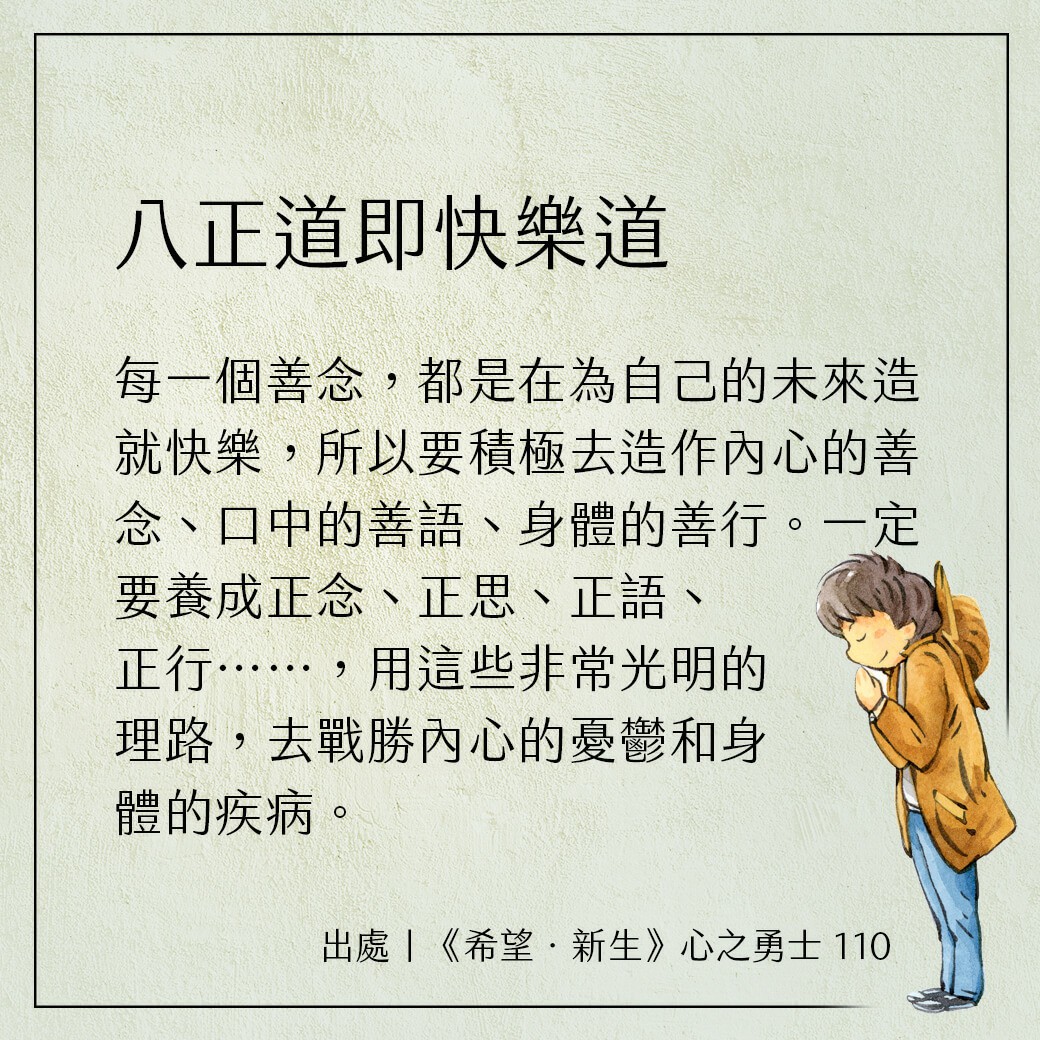 八正道即快樂道
每一個善念，都是在為自己的未來造
就快樂，所以要積極去造作內心的善
念、口中的善語、身體的善行。一定
要養成正念、正思、正語、
正行⋯⋯，用這些非常光明的
理路，去戰勝內心的憂鬱和身
體的疾病。
出處｜《希望．新生》心之勇士 110